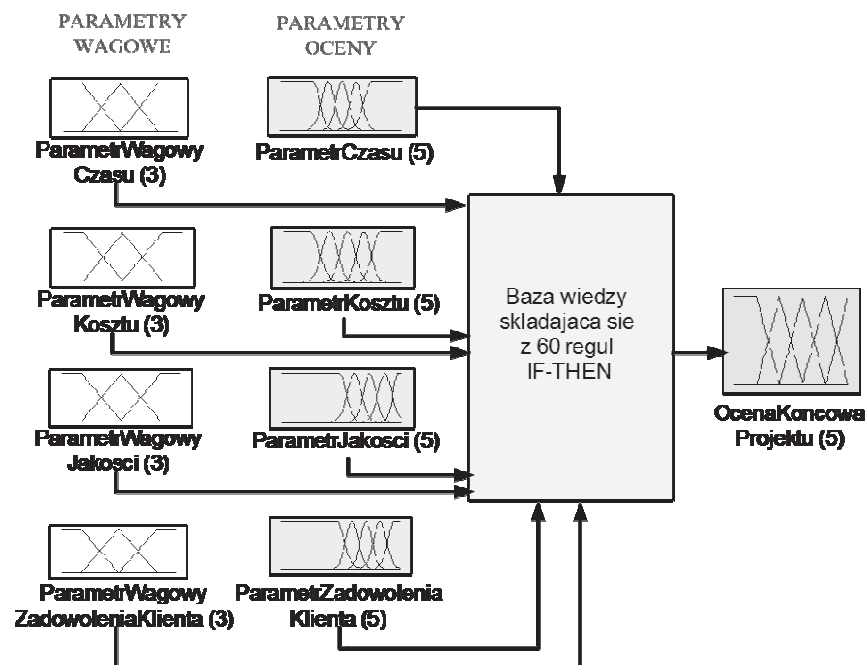 PARAMETRY
WAGOWE
PARAMETRY
OCENY
ParametrWagowy
Czasu (3)
ParametrCzasu (5)
ParametrWagowy
Kosztu (3)
ParametrKosztu (5)
ParametrWagowy
Jakosci (3)
ParametrJakosci (5)
ParametrWagowy
ZadowoleniaKlienta (3)
ParametrZadowolenia
Klienta (5)
Baza wiedzy
skladajaca sie
z 60 regul
IF-THEN
OcenaKoncowa
Projektu (5)